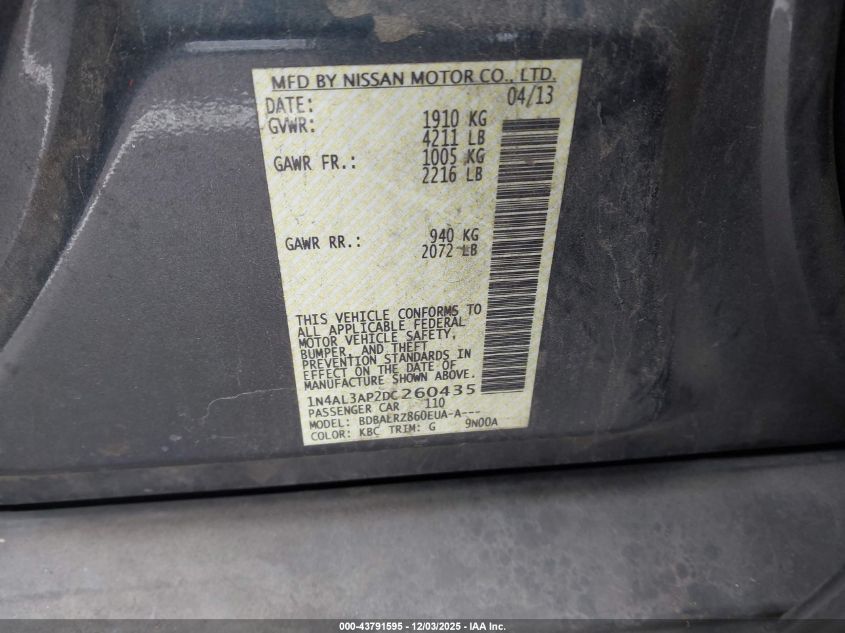 MFD BY NISSAN MOTOR CO., LTD.
DATE: 04/13
GVWR: 1910 KG
4211 LB
GAWR FR.: 1005 KG
2216 LB
GAWR RR.: 940 KG
2072 LB
THIS VEHICLE CONFORMS TO
ALL APPLICABLE FEDERAL
MOTOR VEHICLE SAFETY,
BUMPER, AND THEFT
PREVENTION STANDARDS IN
EFFECT ON THE DATE OF
MANUFACTURE SHOWN ABOVE.
1N4AL3AP2DC260435
PASSENGER CAR 110
MODEL: BDBALRZ860EUA-A---
COLOR: KBC TRIM: G 9N00A
000-43791595 - 12/03/2025 - IAA Inc.